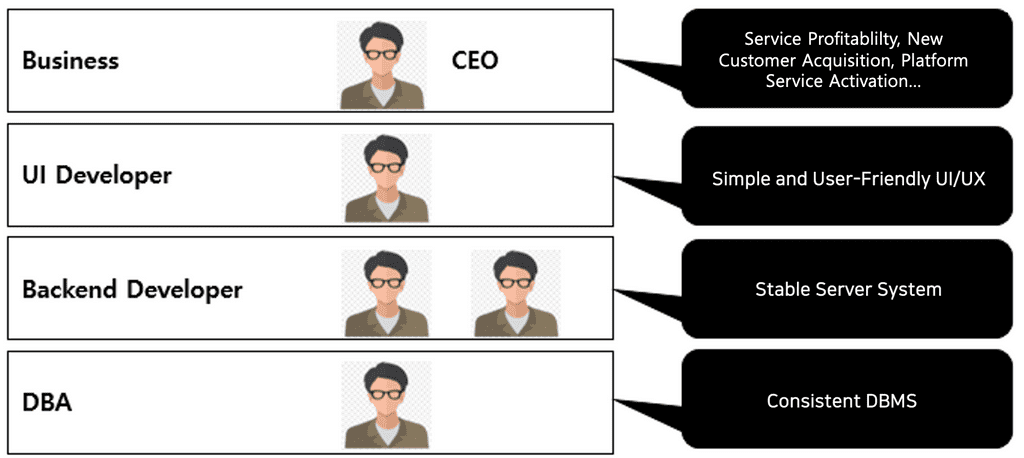 Business
CEO
Service Profitablilty, New
Customer Acquisition, Platform
Service Activation...
UI Developer
Simple and User-Friendly UI/UX
Backend Developer
Stable Server System
DBA
Consistent DBMS